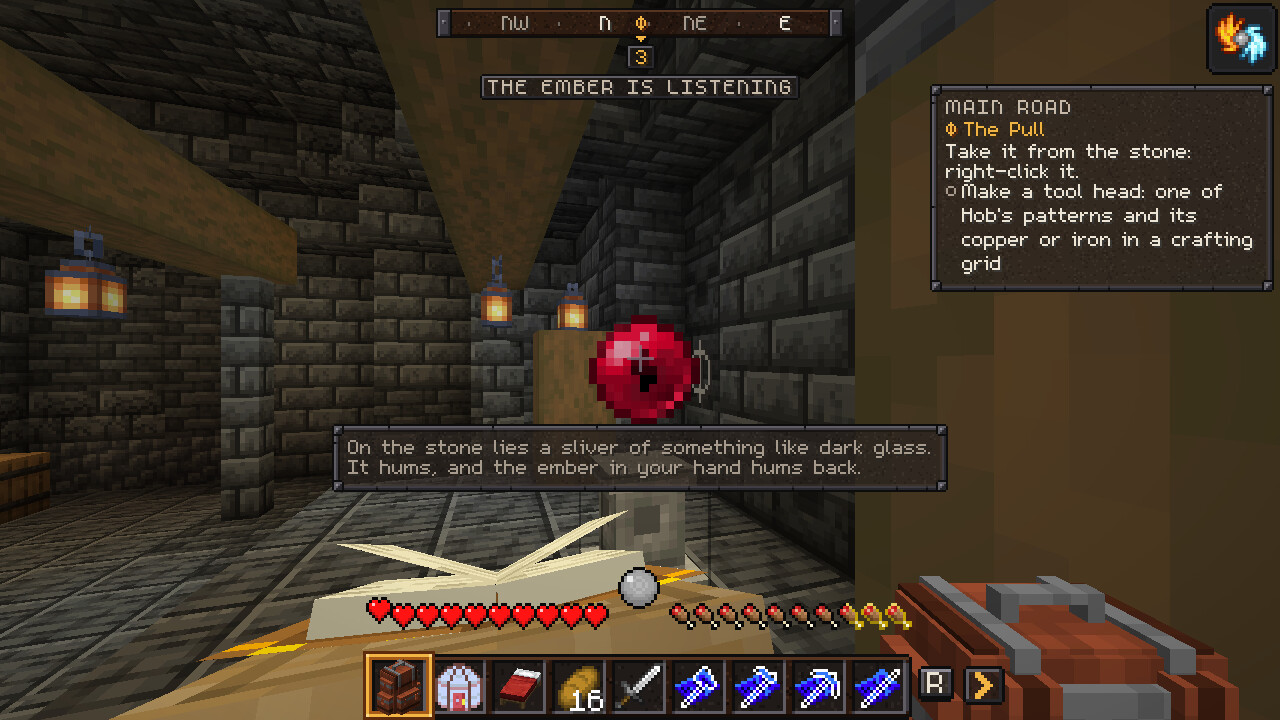 NW N NE E
3
THE EMBER IS LISTENING
MAIN ROAD
The Pull
Take it from the stone:
right-click it.
Make a tool head: one of
Hob's patterns and its
copper or iron in a crafting
grid
On the stone lies a sliver of something like dark glass.
It hums, and the ember in your hand hums back.
16
R